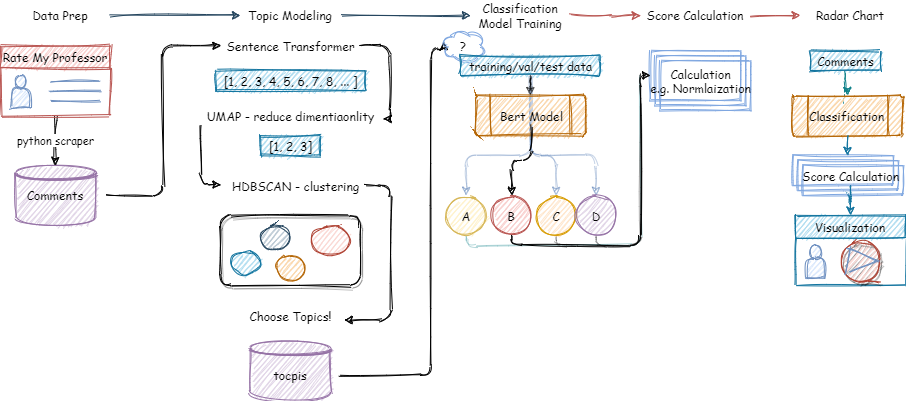 Data Prep
Topic Modeling
Classification
Model Training
Score Calculation
Radar Chart
Rate My Professor
python scraper
Comments
Sentence Transformer
[1, 2, 3, 4, 5, 6, 7, 8, ... ]
UMAP - reduce dimentiaonlity
[1, 2, 3]
HDBSCAN - clustering
Choose Topics!
tocpis
?
training/val/test data
Bert Model
A
B
C
D
Calculation
e.g. Normlaization
Comments
Classification
Score Calculation
Visualization